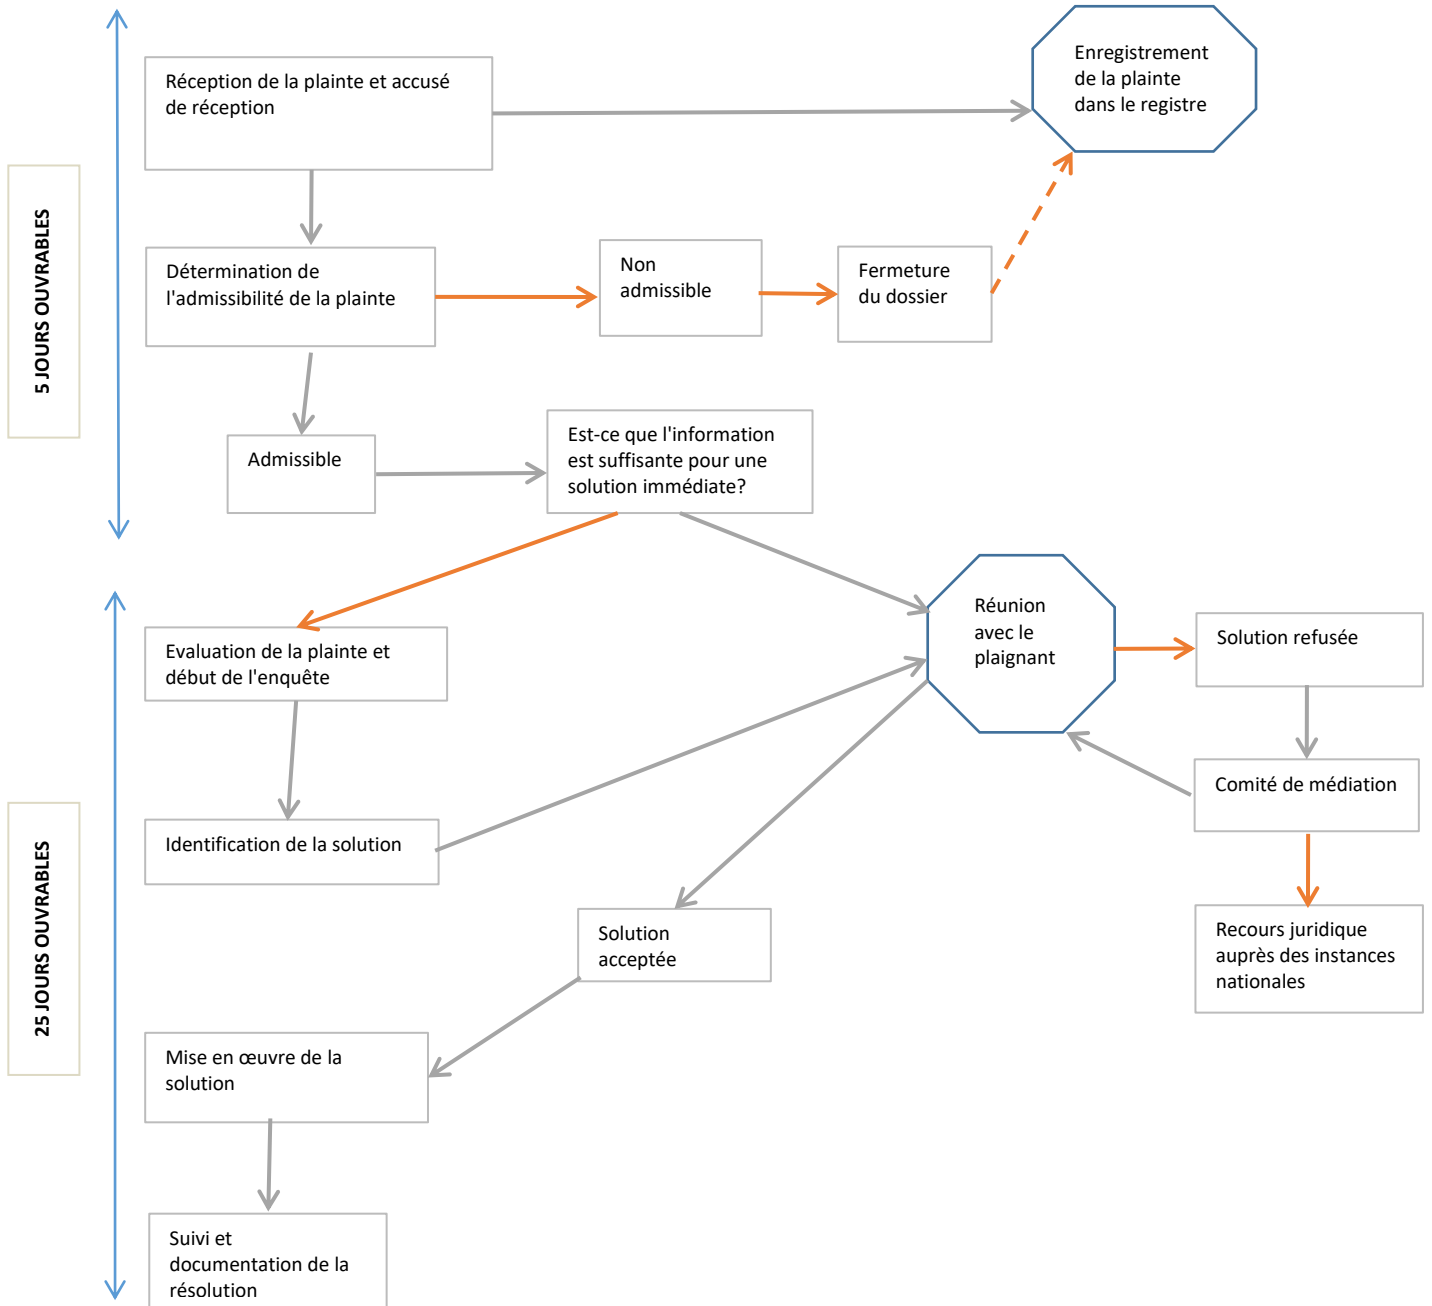 Enregistrement
de la plainte
dans le registre
Réception de la plainte et accusé
de réception
5 JOURS OUVRABLES
Détermination de
l'admissibilité de la plainte
Non
admissible
Fermeture
du dossier
Admissible
Est-ce que l'information
est suffisante pour une
solution immédiate?
Réunion
avec le
plaignant
Solution refusée
Evaluation de la plainte et
début de l'enquête
Comité de médiation
Identification de la solution
25 JOURS OUVRABLES
Solution
acceptée
Recours juridique
auprès des instances
nationales
Mise en œuvre de la
solution
Suivi et
documentation de la
résolution